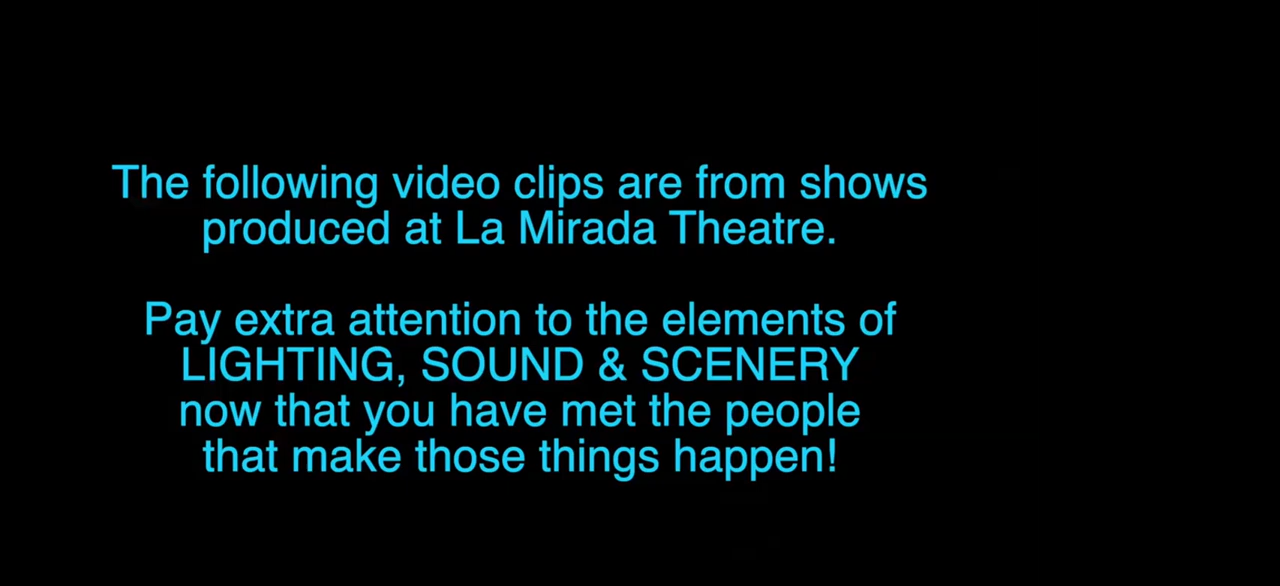 The following video clips are from shows
produced at La Mirada Theatre.
Pay extra attention to the elements of
LIGHTING, SOUND & SCENERY
now that you have met the people
that make those things happen!